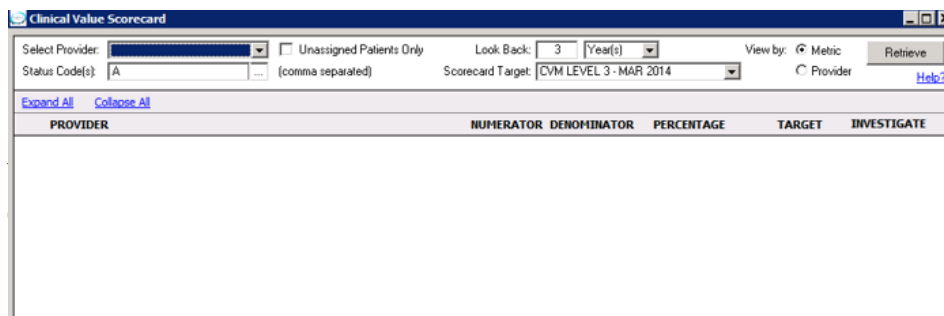 Clinical Value Scorecard
Select Provider: Unassigned Patients Only Look Back: 3 Year(s) View by: Metric Retrieve
Status Code(s): A ... (comma separated) Scorecard Target: CVM LEVEL 3 - MAR 2014 Provider
Help?
Expand All Collapse All
PROVIDER NUMERATOR DENOMINATOR PERCENTAGE TARGET INVESTIGATE